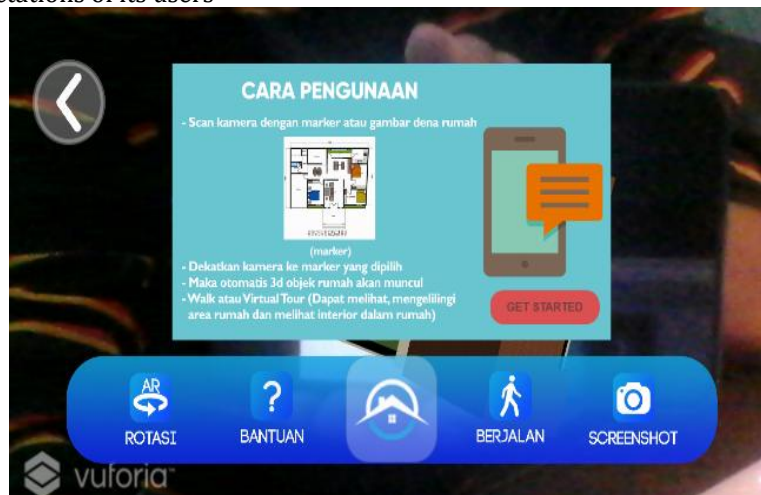 CARA PENGUNAAN
- Scan kamera dengan marker atau gambar dena rumah
(marker)
- Dekatkan kamera ke marker yang dipilih
- Maka otomatis 3d objek rumah akan muncul
- Walk atau Virtual Tour (Dapat melihat, mengelilingi
area rumah dan melihat interior dalam rumah)
GET STARTED
AR
ROTASI
?
BANTUAN
BERJALAN
SCREENSHOT
vuforia™